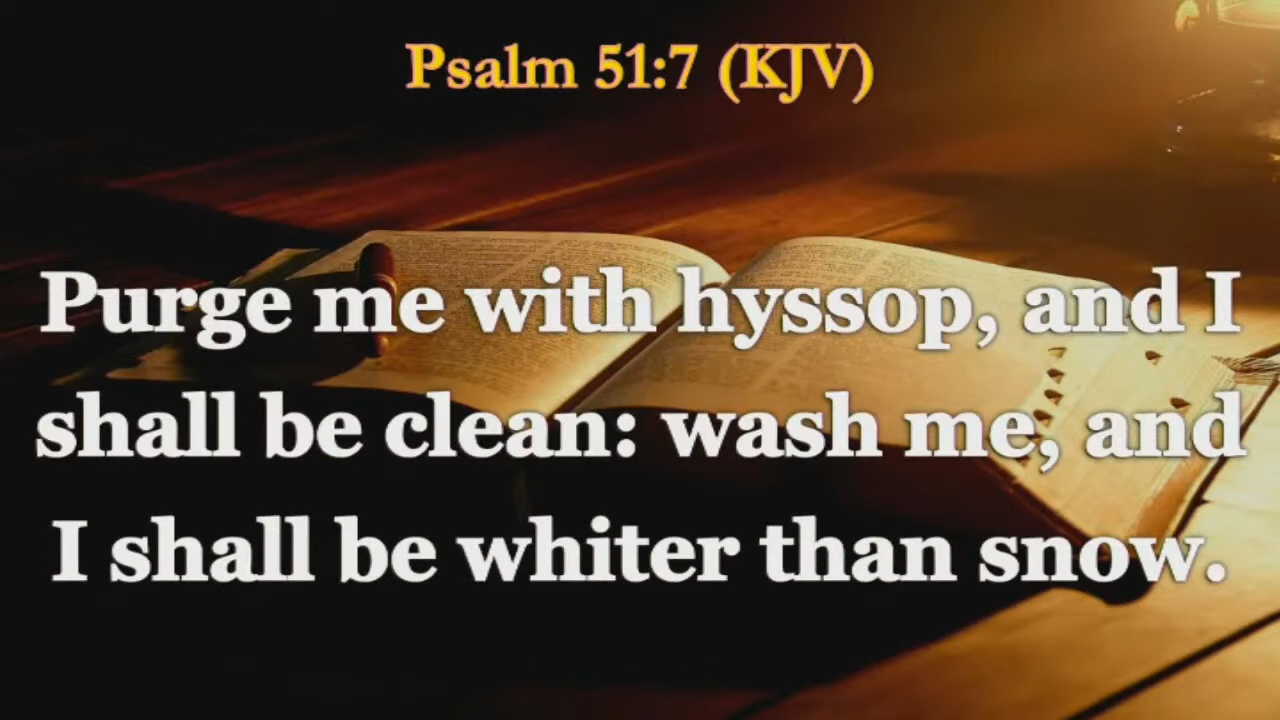 Psalm 51:7 (KJV)
Purge me with hyssop, and I
shall be clean: wash me, and
I shall be whiter than snow.